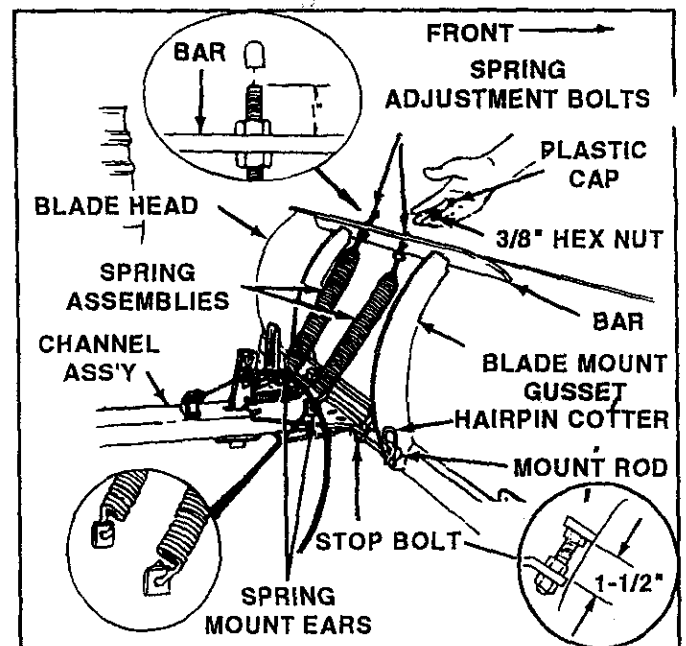 FRONT
BAR
SPRING
ADJUSTMENT BOLTS
PLASTIC
CAP
BLADE HEAD
3/8" HEX NUT
SPRING
ASSEMBLIES
BAR
CHANNEL
ASS'Y
BLADE MOUNT
GUSSET
HAIRPIN COTTER
MOUNT ROD
STOP BOLT
1-1/2"
SPRING
MOUNT EARS